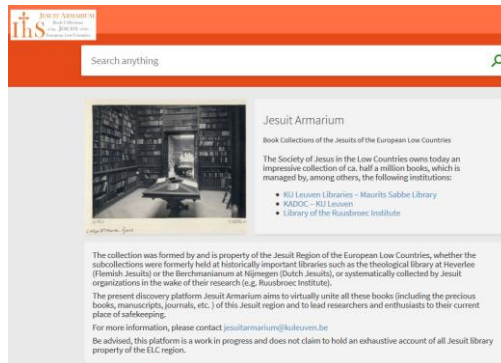 JESUIT ARMARIUM
Book Collections
of the JESUITS of the
European Low Countries
IhS
Search anything
Jesuit Armarium
Book Collections of the Jesuits of the European Low Countries
The Society of Jesus in the Low Countries owns today an
impressive collection of ca. half a million books, which is
managed by, among others, the following institutions:
• KU Leuven Libraries – Maurits Sabbe Library
• KADOC – KU Leuven
• Library of the Ruusbroec Institute
The collection was formed by and is property of the Jesuit Region of the European Low Countries, whether the
subcollections were formerly held at historically important libraries such as the theological library at Heverlee
(Flemish Jesuits) or the Berchmanianum at Nijmegen (Dutch Jesuits), or systematically collected by Jesuit
organizations in the wake of their research (e.g. Ruusbroec Institute).
The present discovery platform Jesuit Armarium aims to virtually unite all these books (including the precious
books, manuscripts, journals, etc. ) of this Jesuit region and to lead researchers and enthusiasts to their current
place of safekeeping.
For more information, please contact jesuitarmarium@kuleuven.be
Be advised, this platform is a work in progress and does not claim to hold an exhaustive account of all Jesuit library
property of the ELC region.